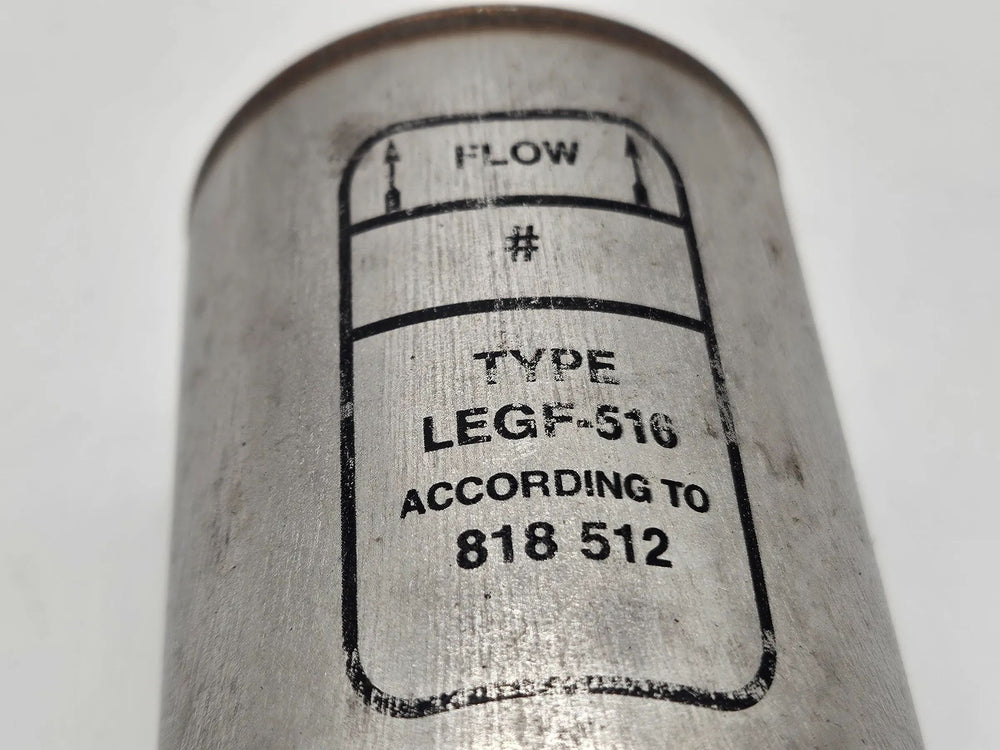 FLOW
#
TYPE
LEGF-516
ACCORDING TO
818 512